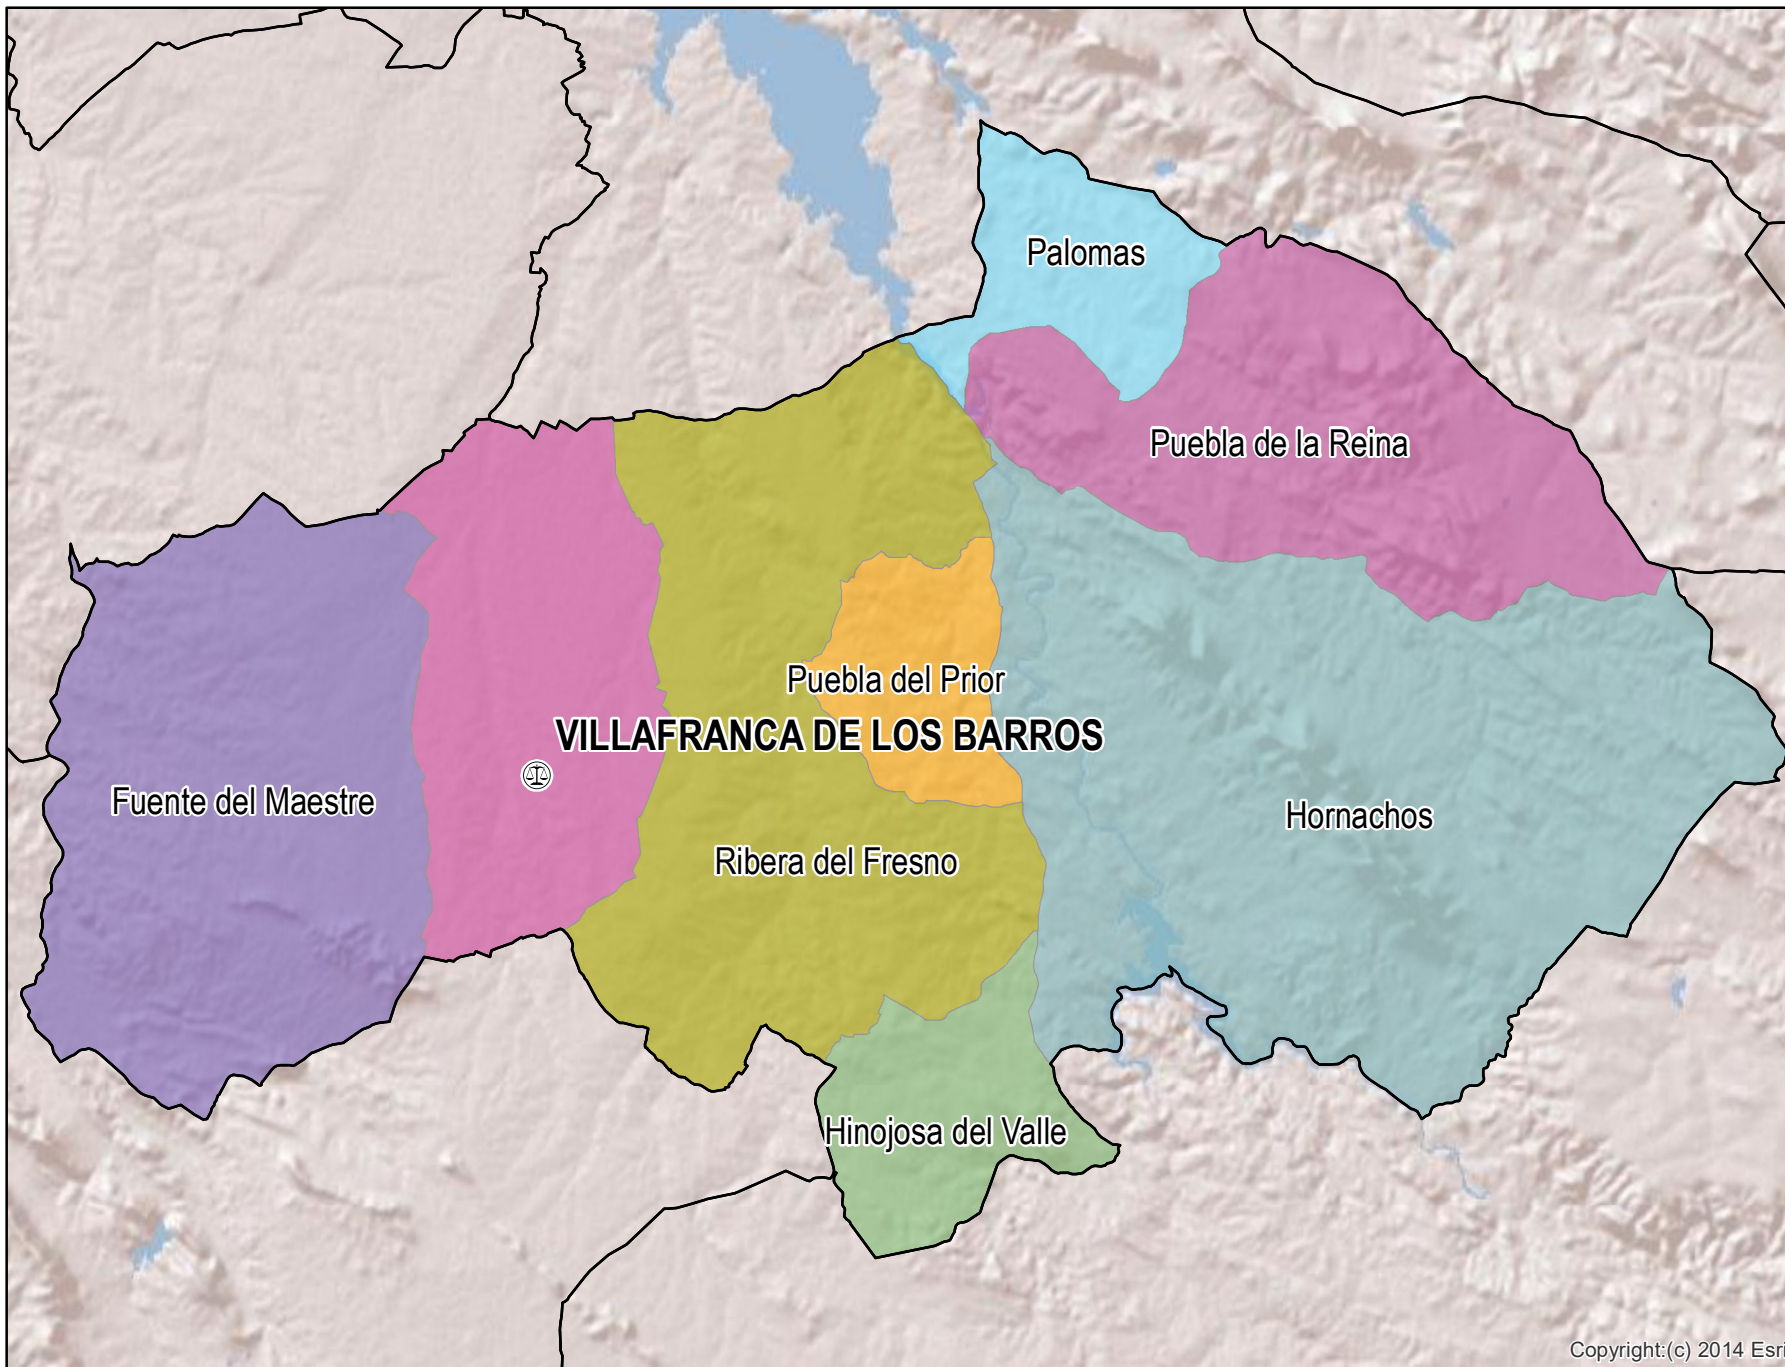 Palomas
Puebla de la Reina
Puebla del Prior
VILLAFRANCA DE LOS BARROS
Fuente del Maestre
Hornachos
Ribera del Fresno
Hinojosa del Valle
Copyright:(c) 2014 Esri